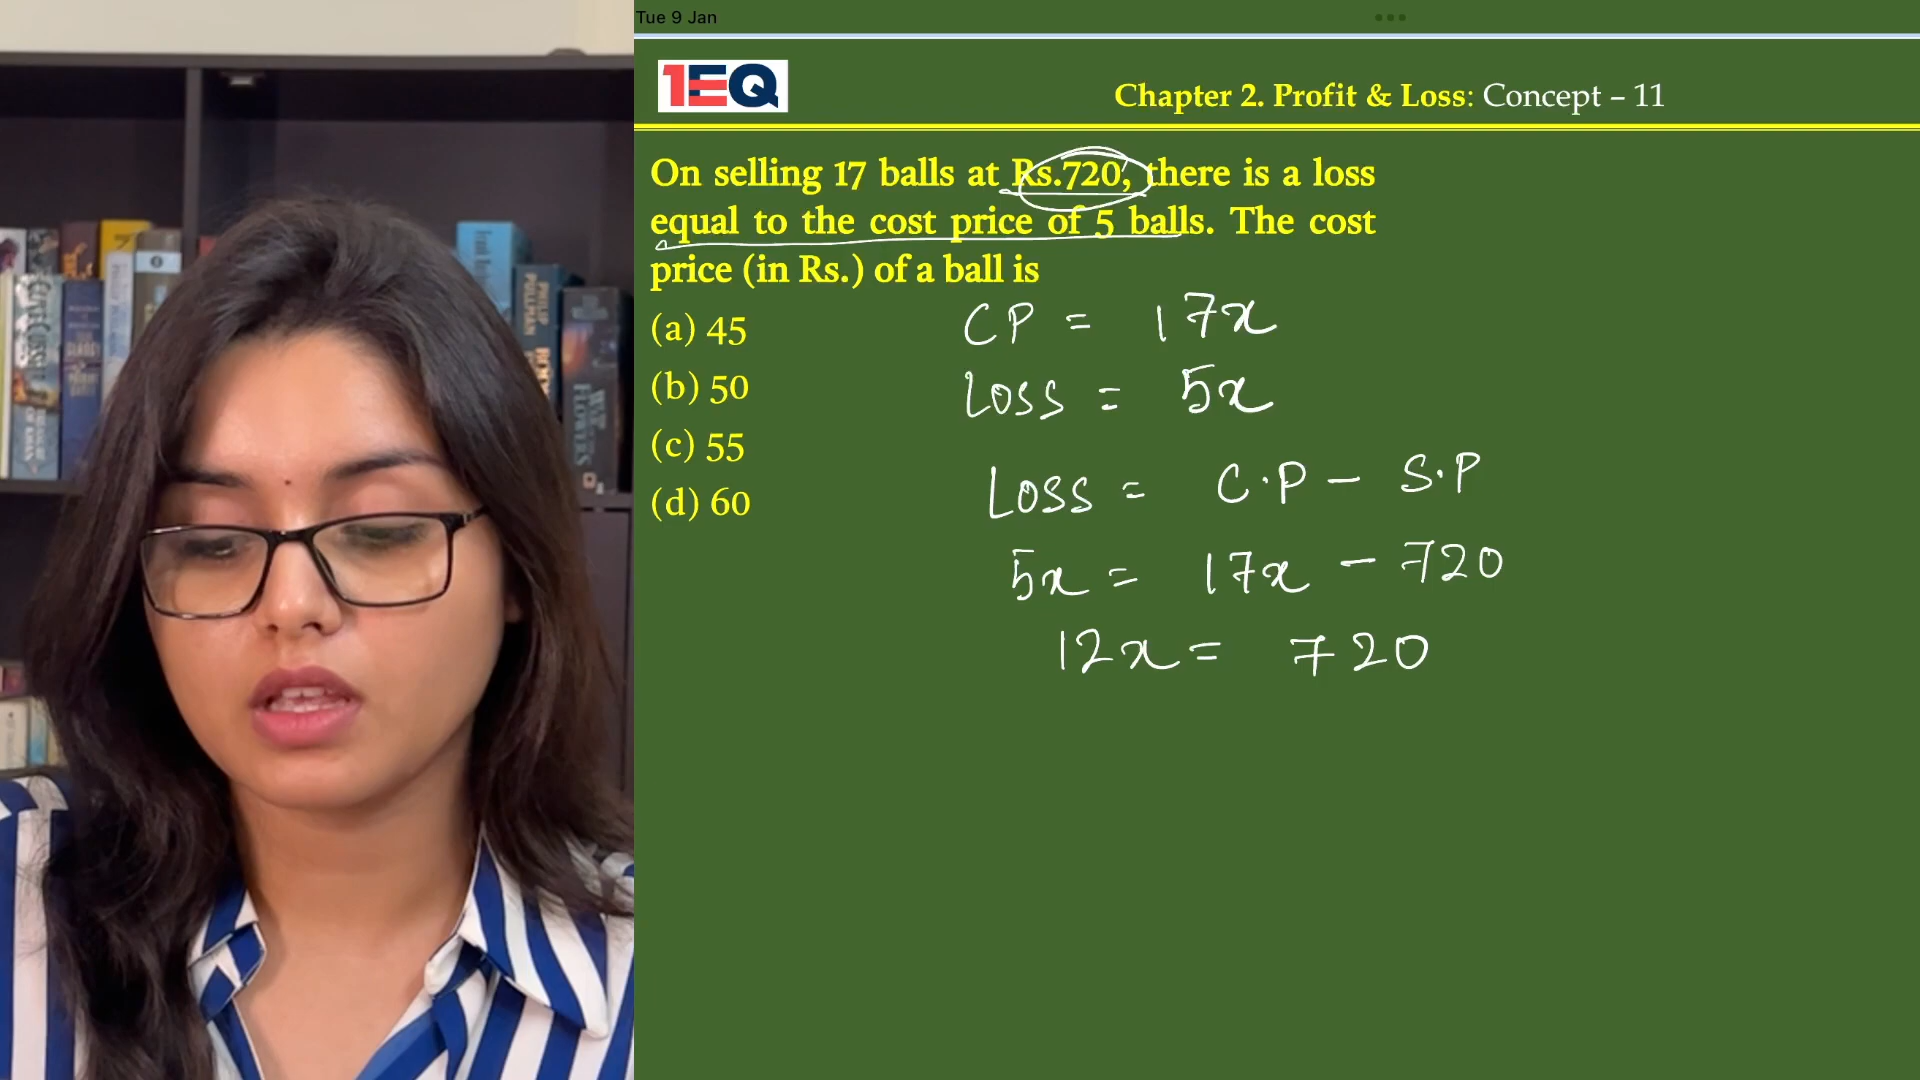 Tue 9 Jan
1EQ
Chapter 2. Profit & Loss: Concept – 11
On selling 17 balls at Rs.720, there is a loss
equal to the cost price of 5 balls. The cost
price (in Rs.) of a ball is
(a) 45
(b) 50
(c) 55
(d) 60
CP = 17x
Loss = 5x
Loss = C.P – S.P
5x = 17x – 720
12x = 720